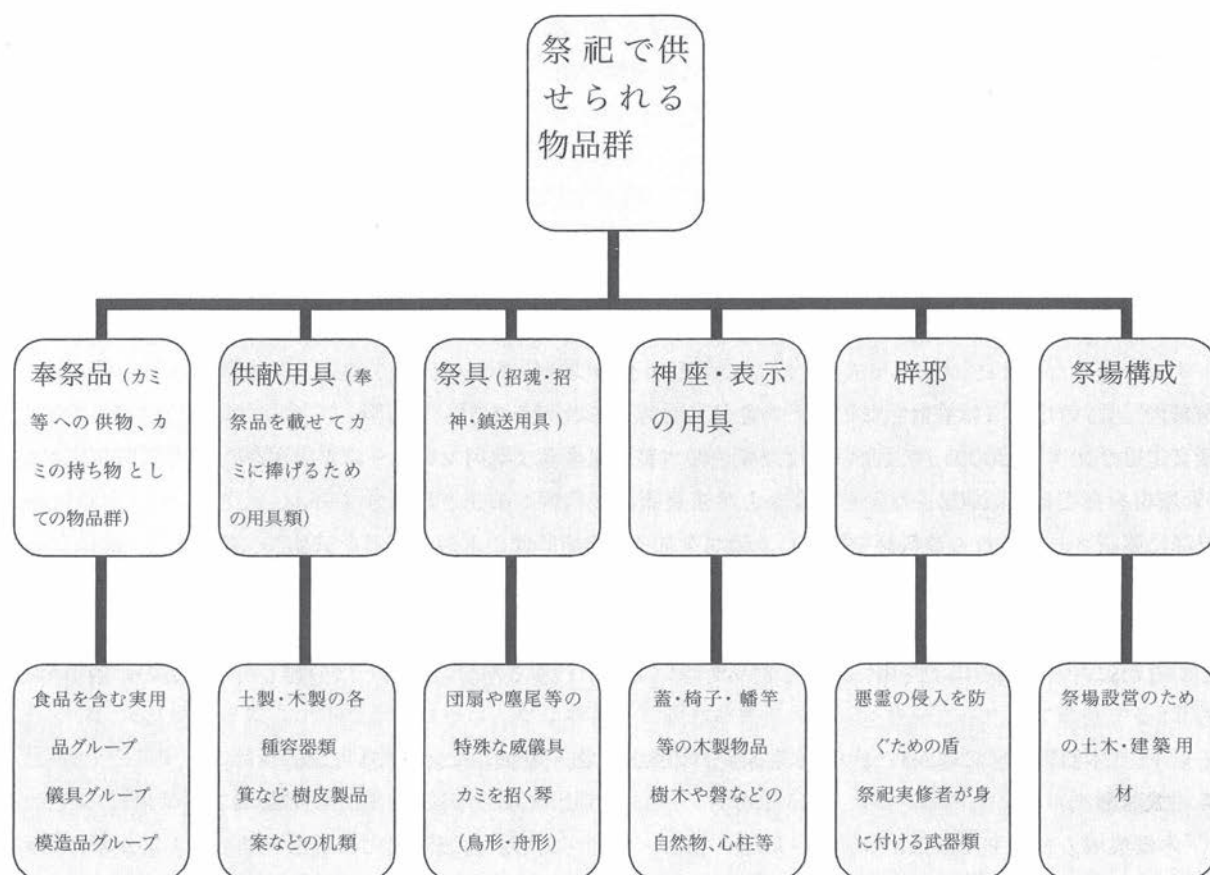 祭祀で供
せられる
物品群
奉祭品 (カミ
等への供物、カ
ミの持ち物とし
ての物品群)
供献用具 (奉
祭品を載せてカ
ミに捧げるため
の用具類)
祭具 (招魂・招
神・鎮送用具)
神座・表示
の用具
辟邪
祭場構成
食品を含む実用
品グループ
儀具グループ
模造品グループ
土製・木製の各
種容器類
箕など樹皮製品
案などの机類
団扇や塵尾等の
特殊な威儀具
カミを招く琴
(鳥形・舟形)
蓋・椅子・幡竿
等の木製物品
樹木や磐などの
自然物、心柱等
悪霊の侵入を防
ぐための盾
祭祀実修者が身
に付ける武器類
祭場設営のため
の土木・建築用
材